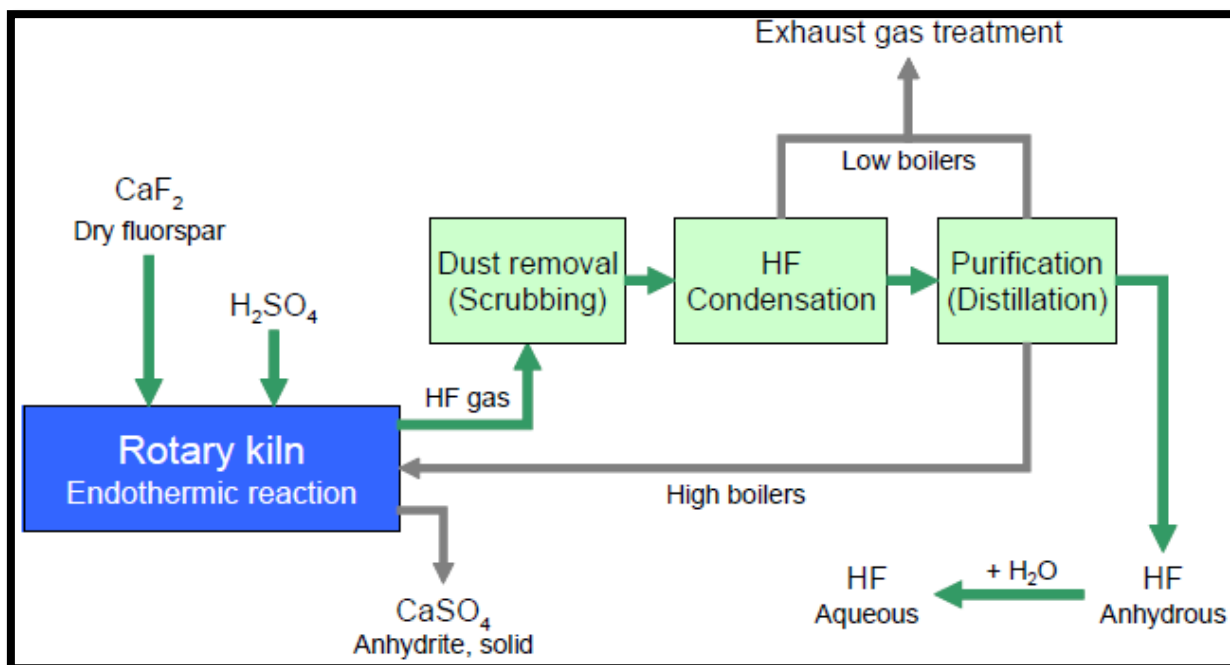 Exhaust gas treatment
Low boilers
CaF₂
Dry fluorspar
H₂SO₄
Dust removal
(Scrubbing)
HF
Condensation
Purification
(Distillation)
HF gas
Rotary kiln
Endothermic reaction
High boilers
CaSO₄
Anhydrite, solid
HF
Aqueous
+ H₂O
HF
Anhydrous